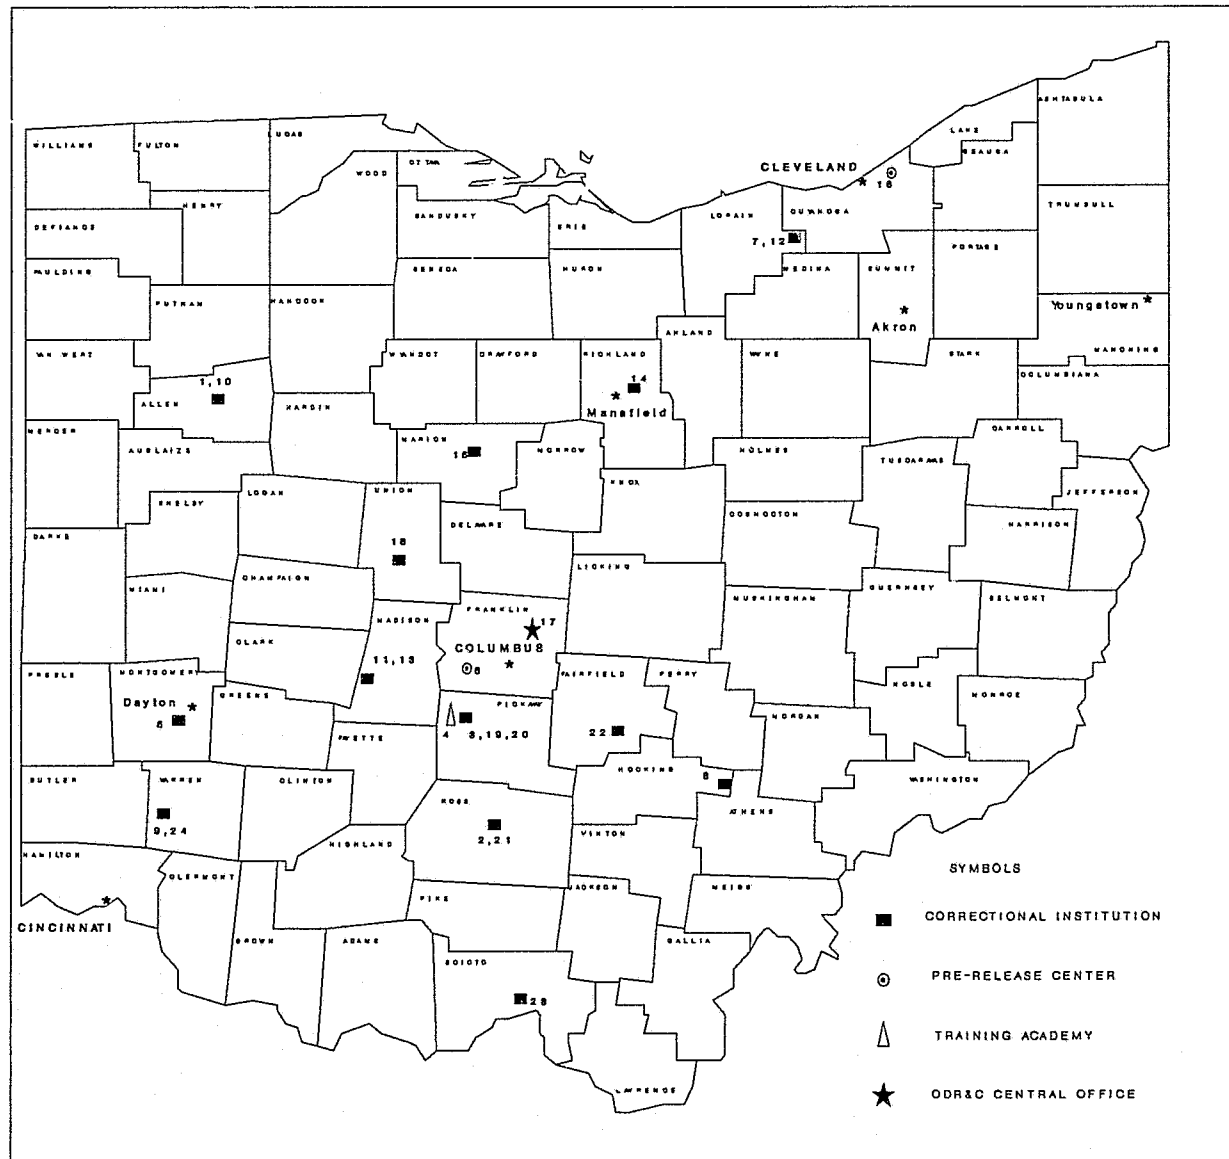 ASHTABULA
LAKE
GEAUGA
LUCAS
WILLIAMS
FULTON
OTTAWA
WOOD
CLEVELAND
16
HENRY
TRUMBULL
SANDUSKY
LORAIN
CUYAHOGA
DEFIANCE
ERIE
7,12
PORTAGE
PAULDING
SENECA
HURON
MEDINA
SUMMIT
PUTNAM
HANCOCK
Youngstown
Akron
ASHLAND
VAN WERT
WYANDOT
CRAWFORD
RICHLAND
WAYNE
STARK
MAHONING
COLUMBIANA
1,10
14
ALLEN
HARDIN
Mansfield
MERCER
CARROLL
AUGLAIZE
MARION
15
MORROW
HOLMES
TUSCARAWAS
KNOX
LOGAN
UNION
JEFFERSON
SHELBY
COSHOCTON
DELAWARE
HARRISON
DARKE
18
LICKING
CHAMPAIGN
MIAMI
GUERNSEY
MUSKINGHAM
BELMONT
FRANKLIN
MADISON
17
CLARK
COLUMBUS
11,13
6
PREBLE
MONTGOMERY
FAIRFIELD
PERRY
NOBLE
MONROE
GREENE
Dayton
PICKAWAY
MORGAN
5
4
3,19,20
22
FAYETTE
BUTLER
WARREN
CLINTON
HOCKING
8
WASHINGTON
ROSS
ATHENS
9,24
2,21
VINTON
HIGHLAND
HAMILTON
SYMBOLS
CLERMONT
JACKSON
MEIGS
PIKE
CORRECTIONAL INSTITUTION
CINCINNATI
BROWN
ADAMS
GALLIA
SCIOTO
PRE-RELEASE CENTER
23
TRAINING ACADEMY
LAWRENCE
ODR&C CENTRAL OFFICE